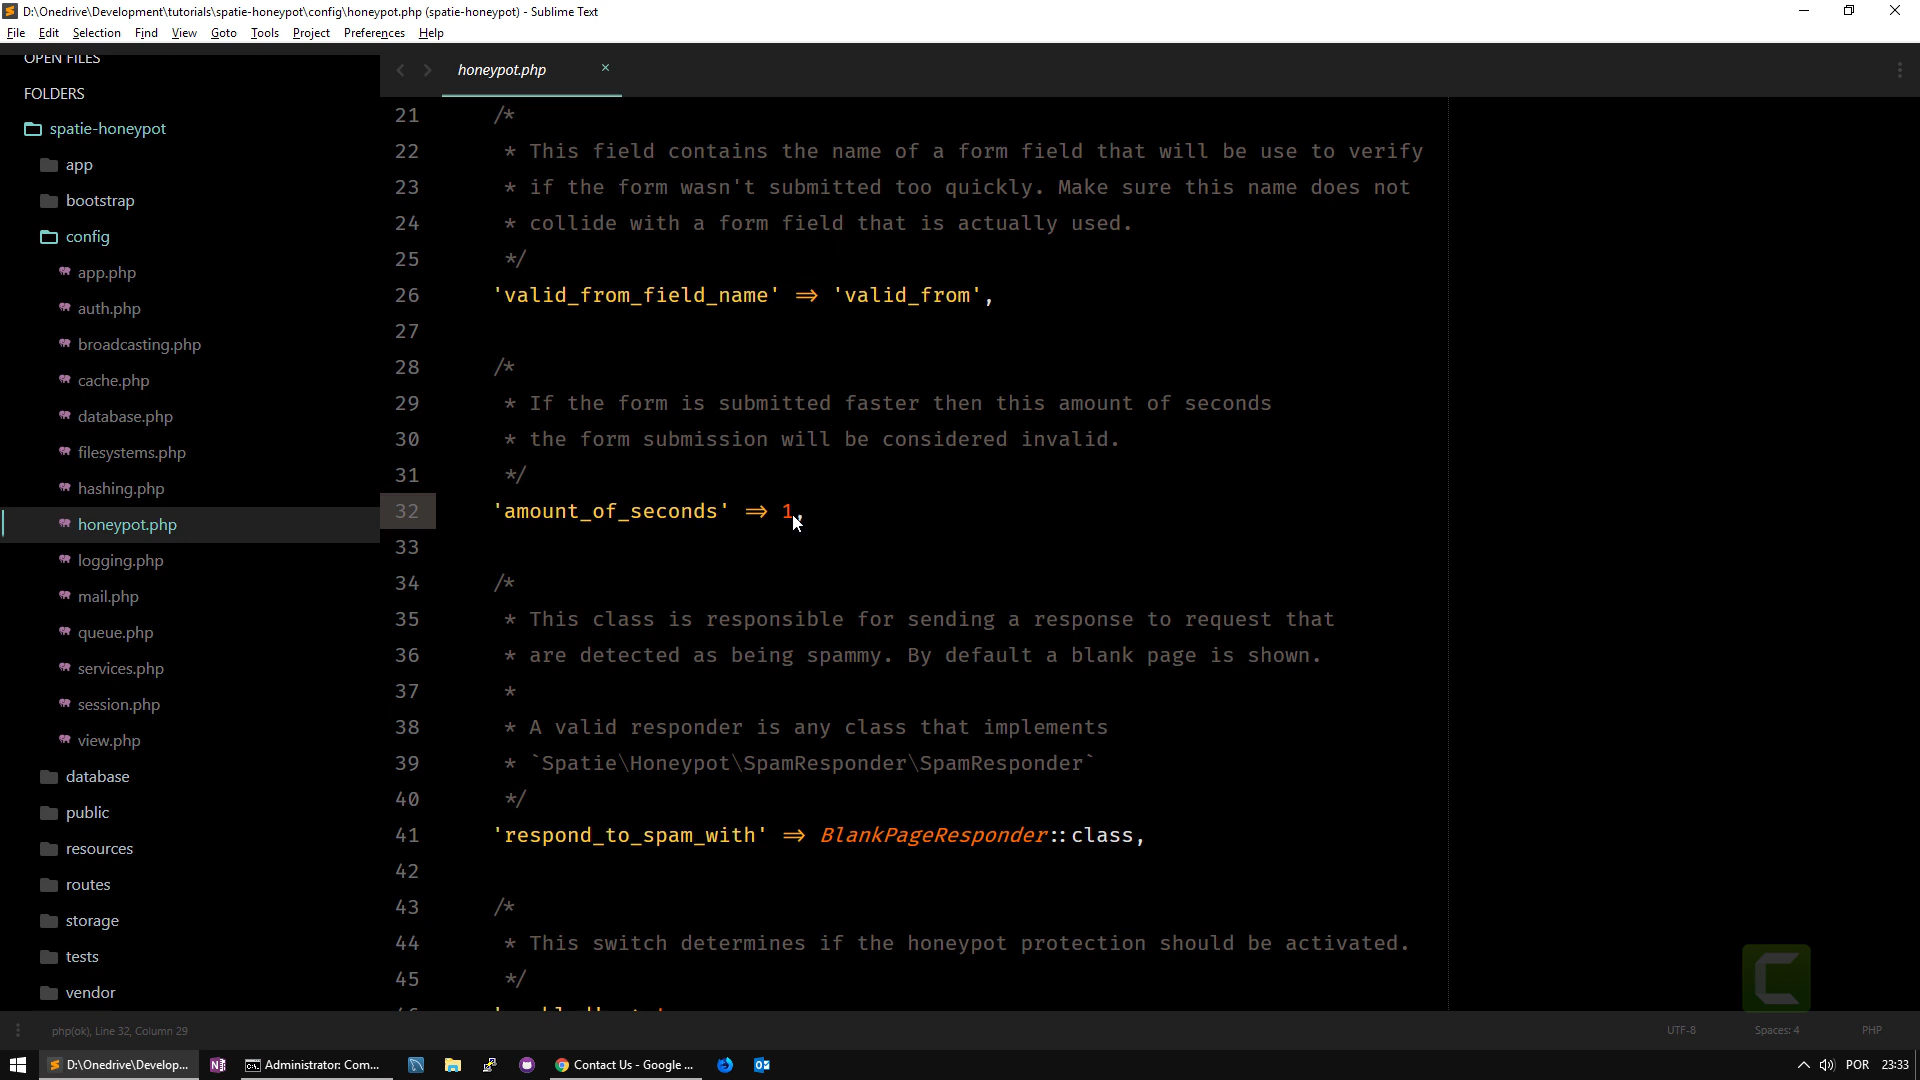 D:\Onedrive\Development\tutorials\spatie-honeypot\config\honeypot.php (spatie-honeypot) - Sublime Text
File Edit Selection Find View Goto Tools Project Preferences Help
OPEN FILES
FOLDERS
spatie-honeypot
app
bootstrap
config
app.php
auth.php
broadcasting.php
cache.php
database.php
filesystems.php
hashing.php
honeypot.php
logging.php
mail.php
queue.php
services.php
session.php
view.php
database
public
resources
routes
storage
tests
vendor
honeypot.php
21 /*
22 * This field contains the name of a form field that will be use to verify
23 * if the form wasn't submitted too quickly. Make sure this name does not
24 * collide with a form field that is actually used.
25 */
26 'valid_from_field_name' => 'valid_from',
27
28 /*
29 * If the form is submitted faster then this amount of seconds
30 * the form submission will be considered invalid.
31 */
32 'amount_of_seconds' => 1,
33
34 /*
35 * This class is responsible for sending a response to request that
36 * are detected as being spammy. By default a blank page is shown.
37 *
38 * A valid responder is any class that implements
39 * `Spatie\Honeypot\SpamResponder\SpamResponder`
40 */
41 'respond_to_spam_with' => BlankPageResponder::class,
42
43 /*
44 * This switch determines if the honeypot protection should be activated.
45 */
php(ok), Line 32, Column 29
UTF-8 Spaces: 4 PHP
D:\Onedrive\Develop... Administrator: Com... Contact Us - Google ... POR 23:33